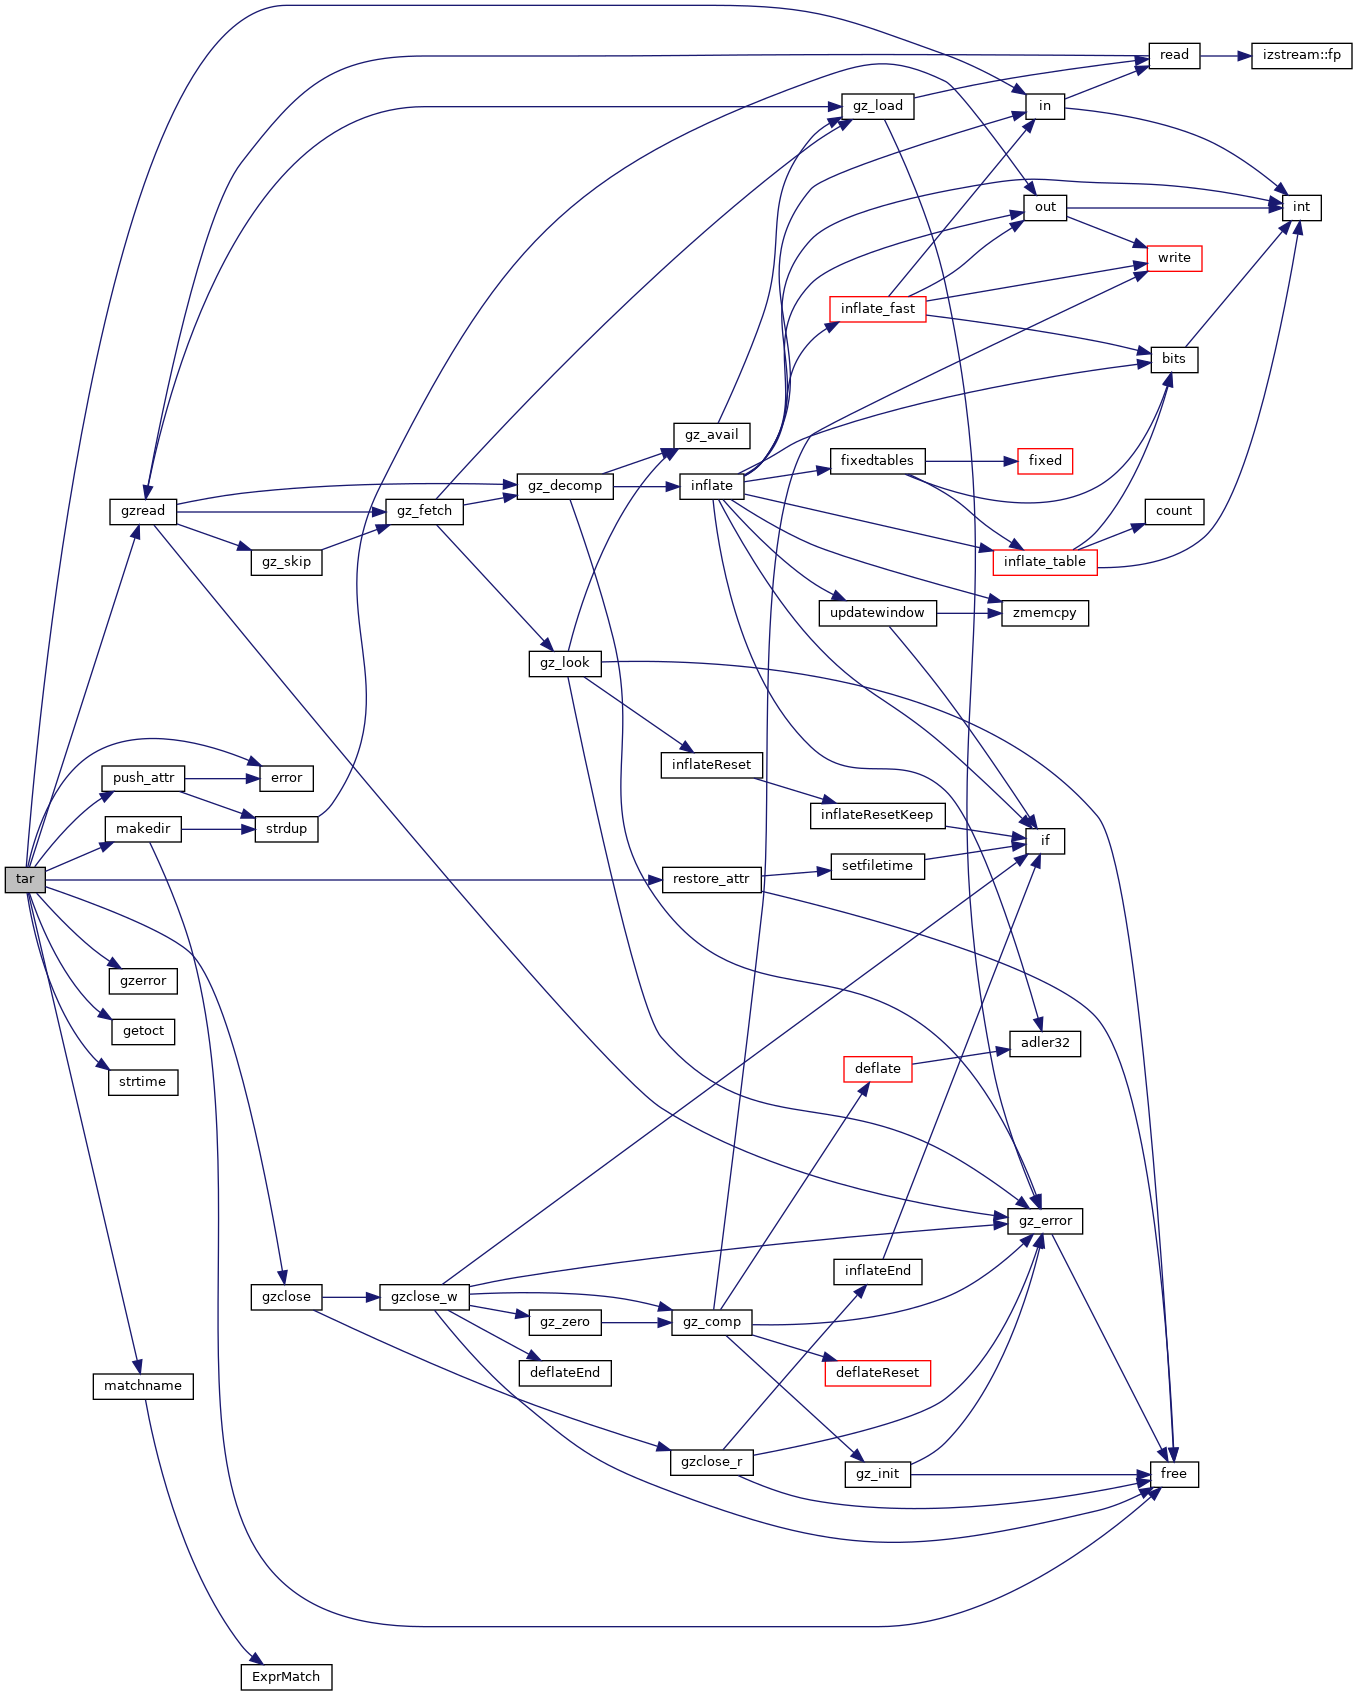 read
izstream::fp
gz_load
in
out
int
write
inflate_fast
bits
gz_avail
fixedtables
fixed
gz_decomp
inflate
gzread
gz_fetch
count
gz_skip
inflate_table
updatewindow
zmemcpy
gz_look
inflateReset
push_attr
error
inflateResetKeep
makedir
strdup
if
setfiletime
tar
restore_attr
gzerror
getoct
adler32
deflate
strtime
gz_error
inflateEnd
gzclose
gzclose_w
gz_zero
gz_comp
deflateEnd
deflateReset
matchname
gzclose_r
gz_init
free
ExprMatch